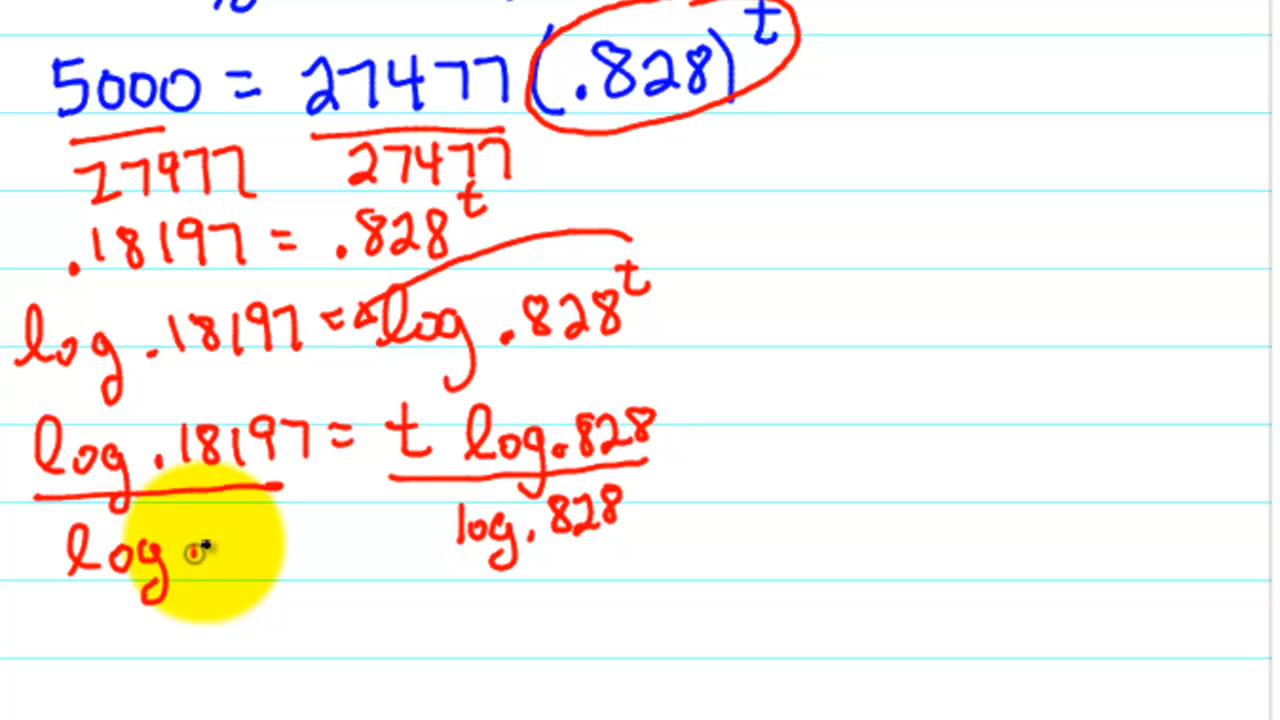 5000 = 27477 (.828)^t
27977 27477
.18197 = .828^t
log .18197 = log .828^t
log .18197 = t log .828
log . log .828